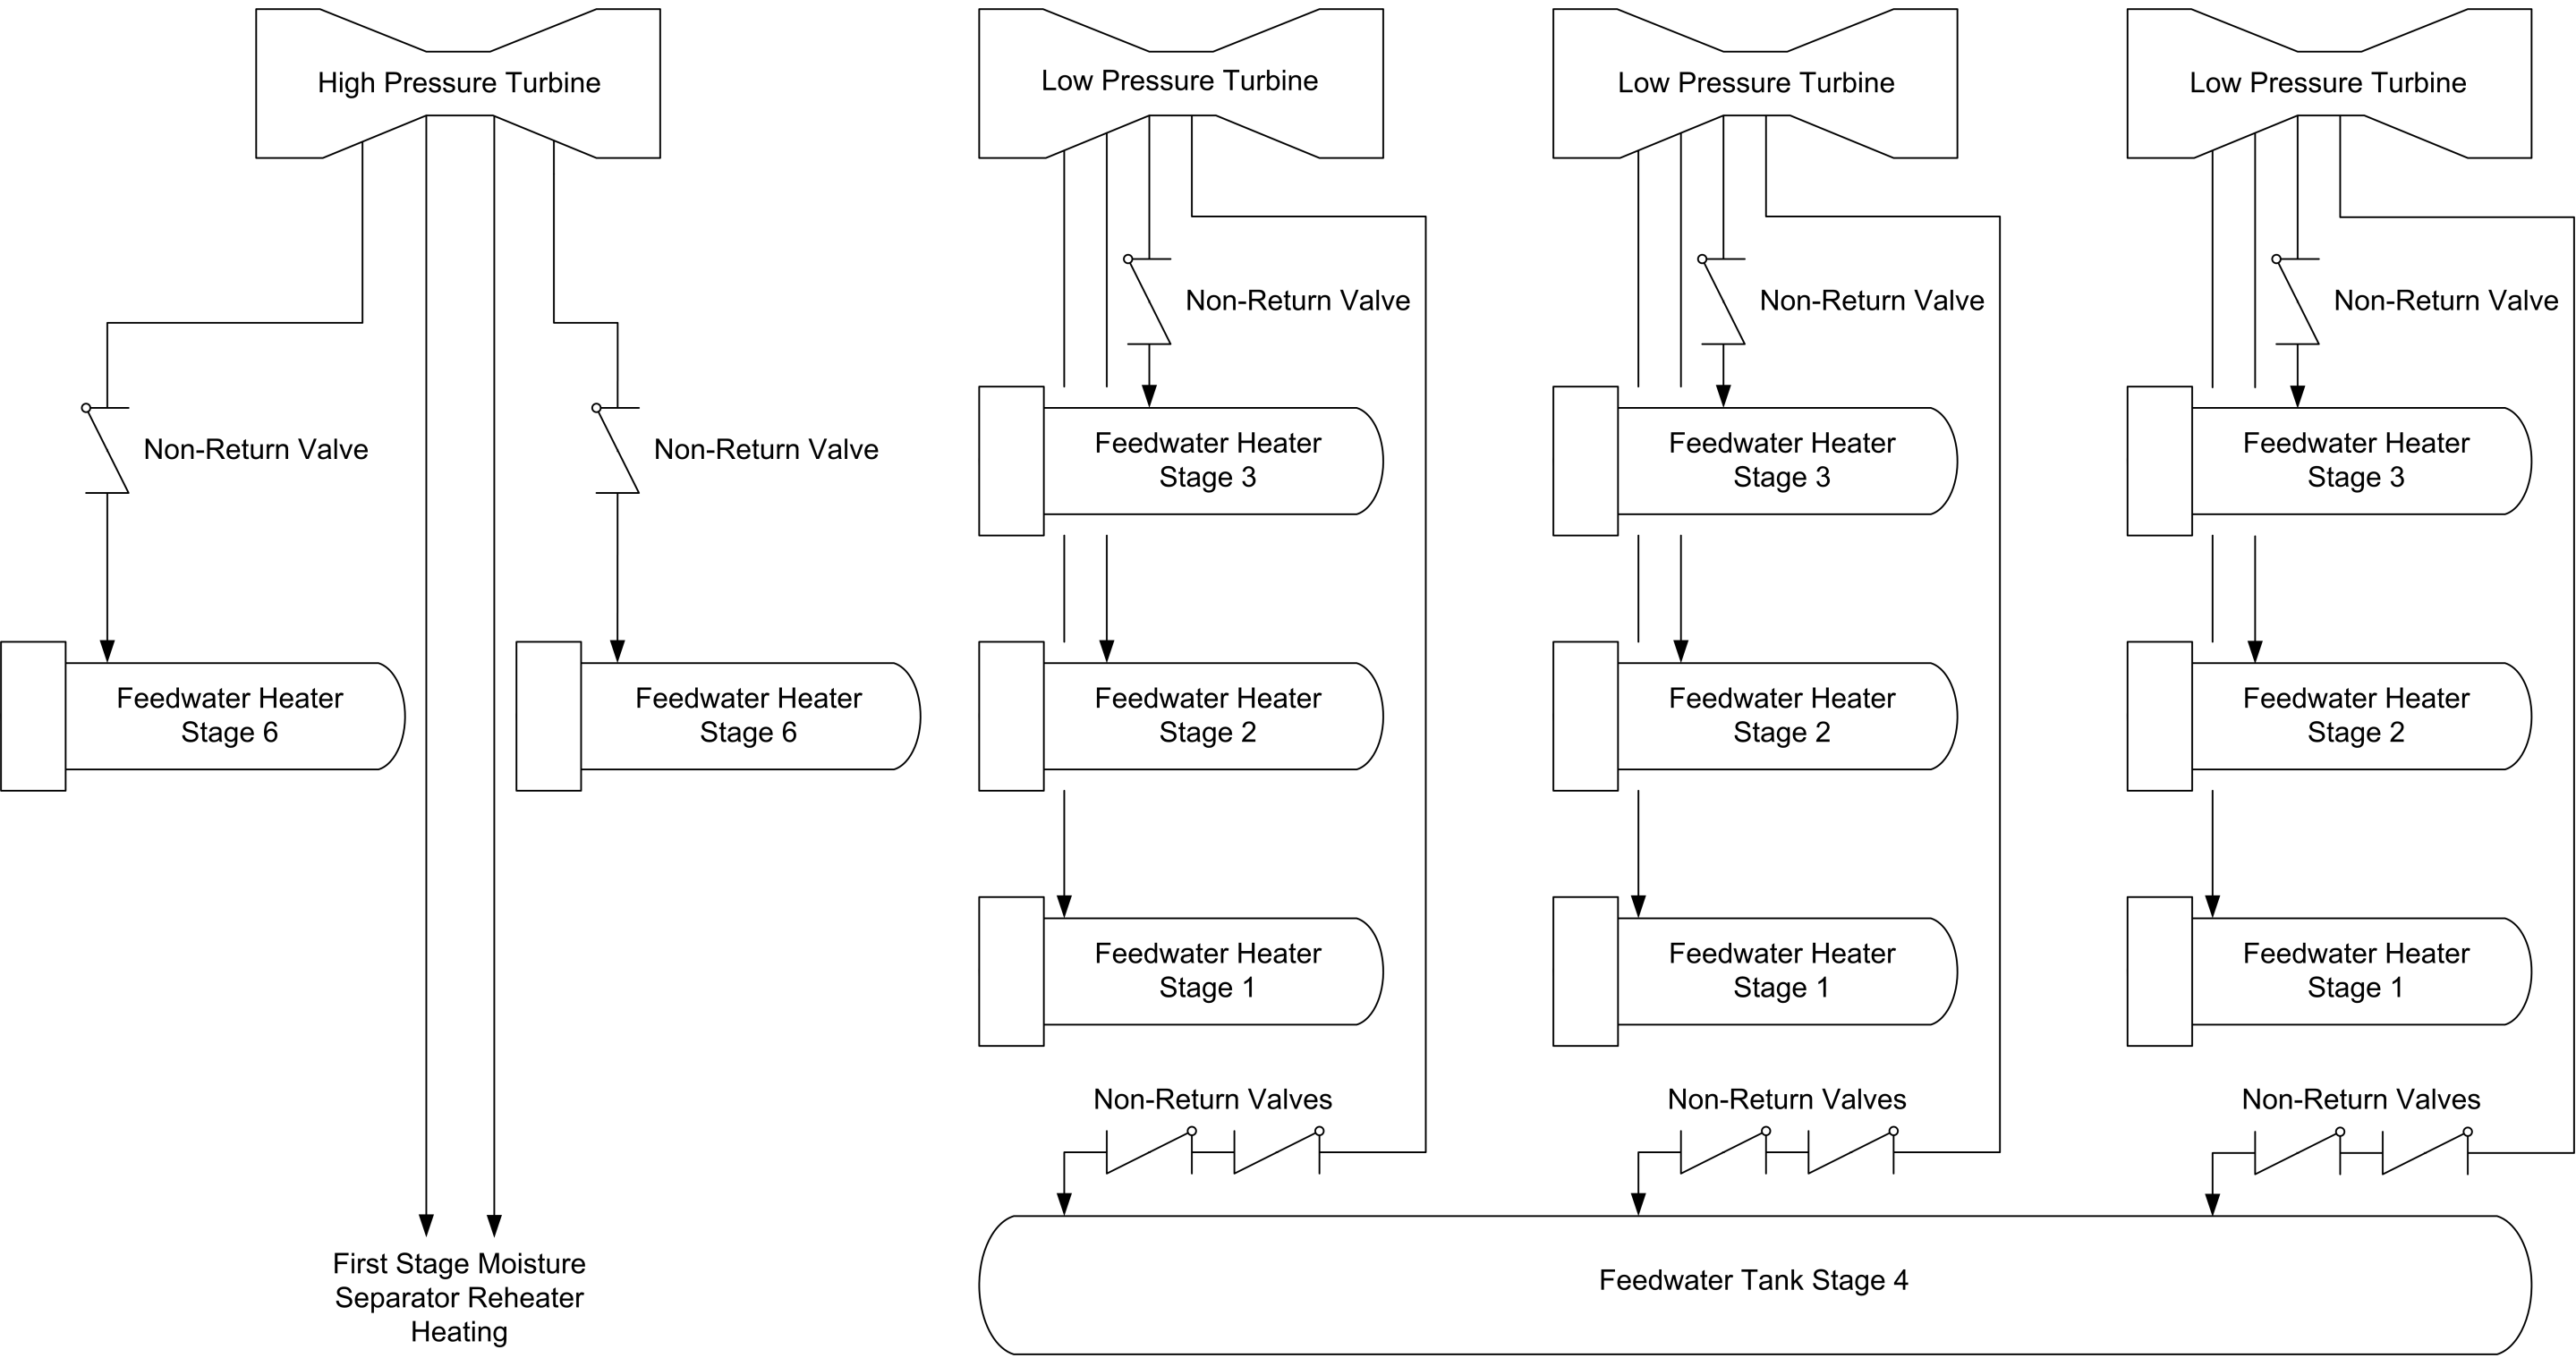 High Pressure Turbine
Low Pressure Turbine
Low Pressure Turbine
Low Pressure Turbine
Non-Return Valve
Non-Return Valve
Non-Return Valve
Non-Return Valve
Non-Return Valve
Feedwater Heater
Stage 3
Feedwater Heater
Stage 3
Feedwater Heater
Stage 3
Feedwater Heater
Stage 6
Feedwater Heater
Stage 6
Feedwater Heater
Stage 2
Feedwater Heater
Stage 2
Feedwater Heater
Stage 2
Feedwater Heater
Stage 1
Feedwater Heater
Stage 1
Feedwater Heater
Stage 1
Non-Return Valves
Non-Return Valves
Non-Return Valves
First Stage Moisture
Separator Reheater
Heating
Feedwater Tank Stage 4